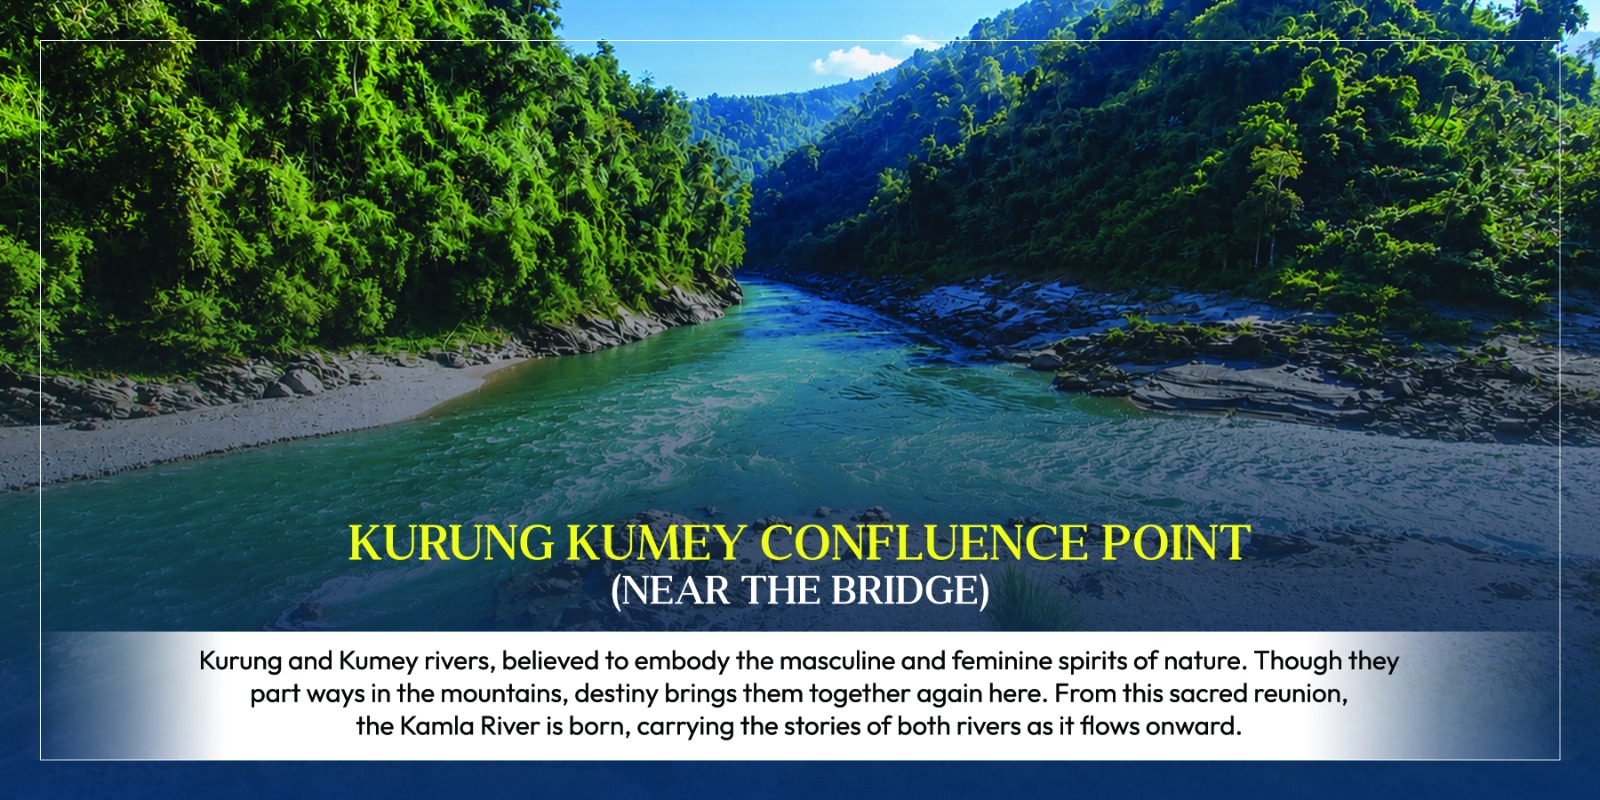 KURUNG KUMEY CONFLUENCE POINT
(NEAR THE BRIDGE)
Kurung and Kumey rivers, believed to embody the masculine and feminine spirits of nature. Though they
part ways in the mountains, destiny brings them together again here. From this sacred reunion,
the Kamla River is born, carrying the stories of both rivers as it flows onward.